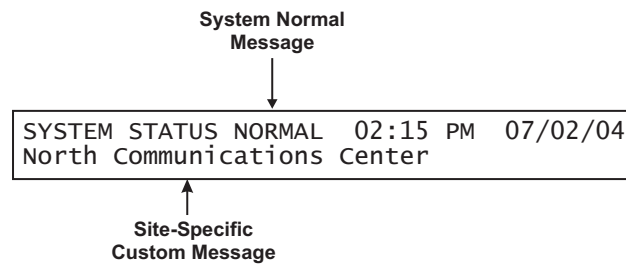 System Normal
Message
SYSTEM STATUS NORMAL 02:15 PM 07/02/04
North Communications Center
Site-Specific
Custom Message